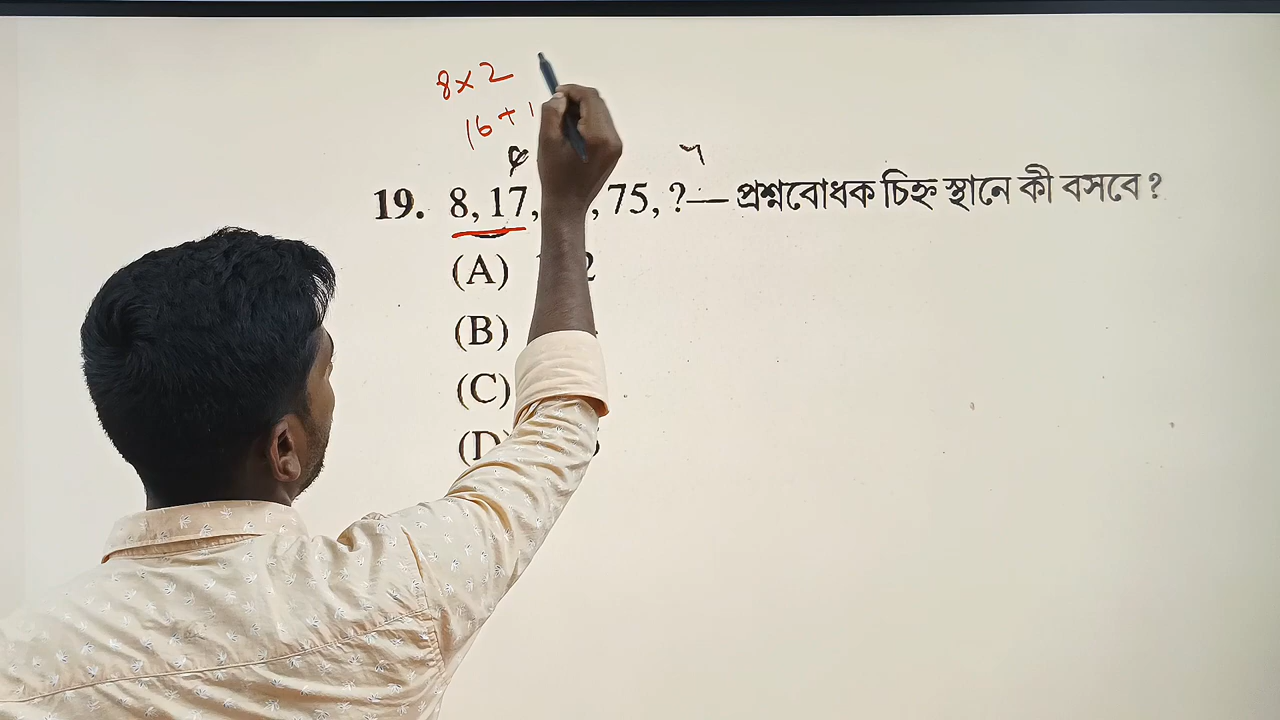 8 x 2
16 + 1
19. 8, 17, , 75, ?— প্রশ্নবোধক চিহ্ন স্থানে কী বসবে ?
(A)
(B)
(C)
(D)